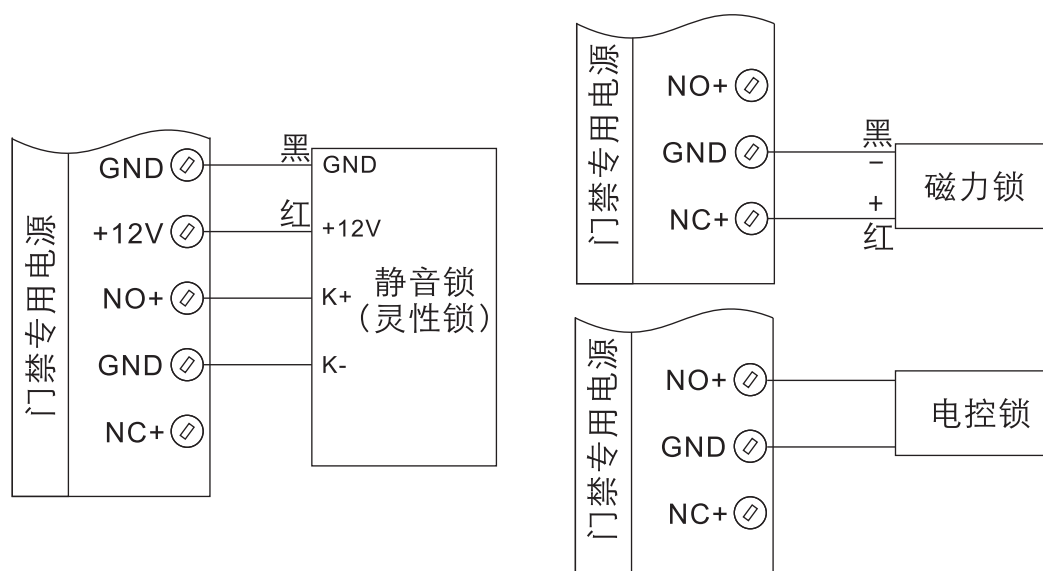 门禁专用电源
GND
+12V
NO+
GND
NC+
黑
红
GND
+12V
K+
K-
静音锁
（灵性锁）
门禁专用电源
NO+
GND
NC+
黑
−
+
红
磁力锁
门禁专用电源
NO+
GND
NC+
电控锁